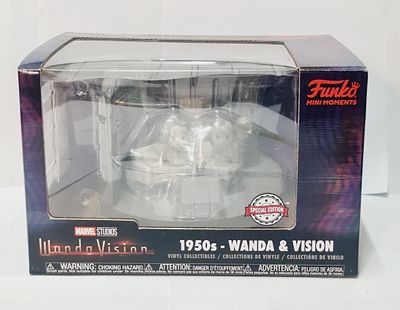 Funko
MINI MOMENTS
SPECIAL EDITION
MARVEL STUDIOS
WandaVision
1950s - WANDA & VISION
VINYL COLLECTIBLES / COLLECTIONS DE VINYLE / COLLECTIONS DE VINILO
WARNING: CHOKING HAZARD. ATTENTION: DANGER D'ÉTOUFFEMENT. ADVERTENCIA: PELIGRO DE ASFIXIA.